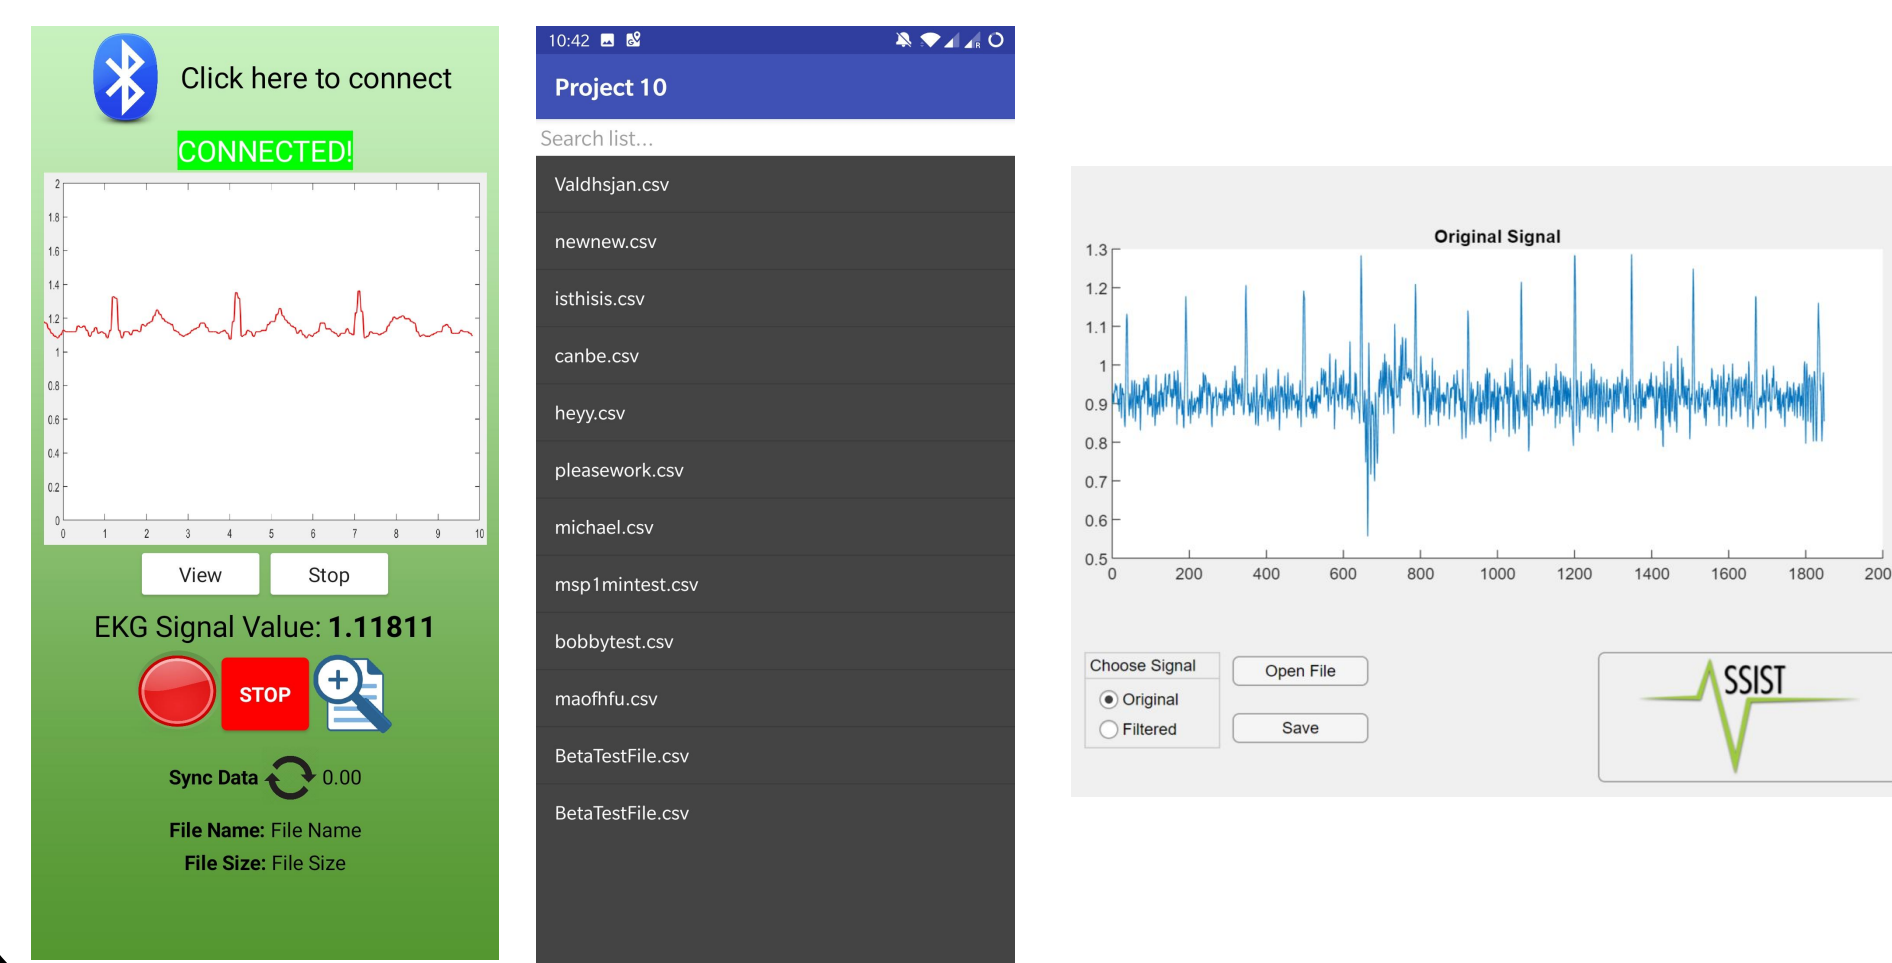 Click here to connect
CONNECTED!
2
1.8
1.6
1.4
1.2
1
0.8
0.6
0.4
0.2
0
0 1 2 3 4 5 6 7 8 9 10
View Stop
EKG Signal Value: 1.11811
STOP
Sync Data 0.00
File Name: File Name
File Size: File Size
10:42
R
Project 10
Search list...
Valdhsjan.csv
newnew.csv
isthisis.csv
canbe.csv
heyy.csv
pleasework.csv
michael.csv
msp1mintest.csv
bobbytest.csv
maofhfu.csv
BetaTestFile.csv
BetaTestFile.csv
Original Signal
1.3
1.2
1.1
1
0.9
0.8
0.7
0.6
0.5
0 200 400 600 800 1000 1200 1400 1600 1800 200
Choose Signal
Original
Filtered
Open File
Save
SSIST